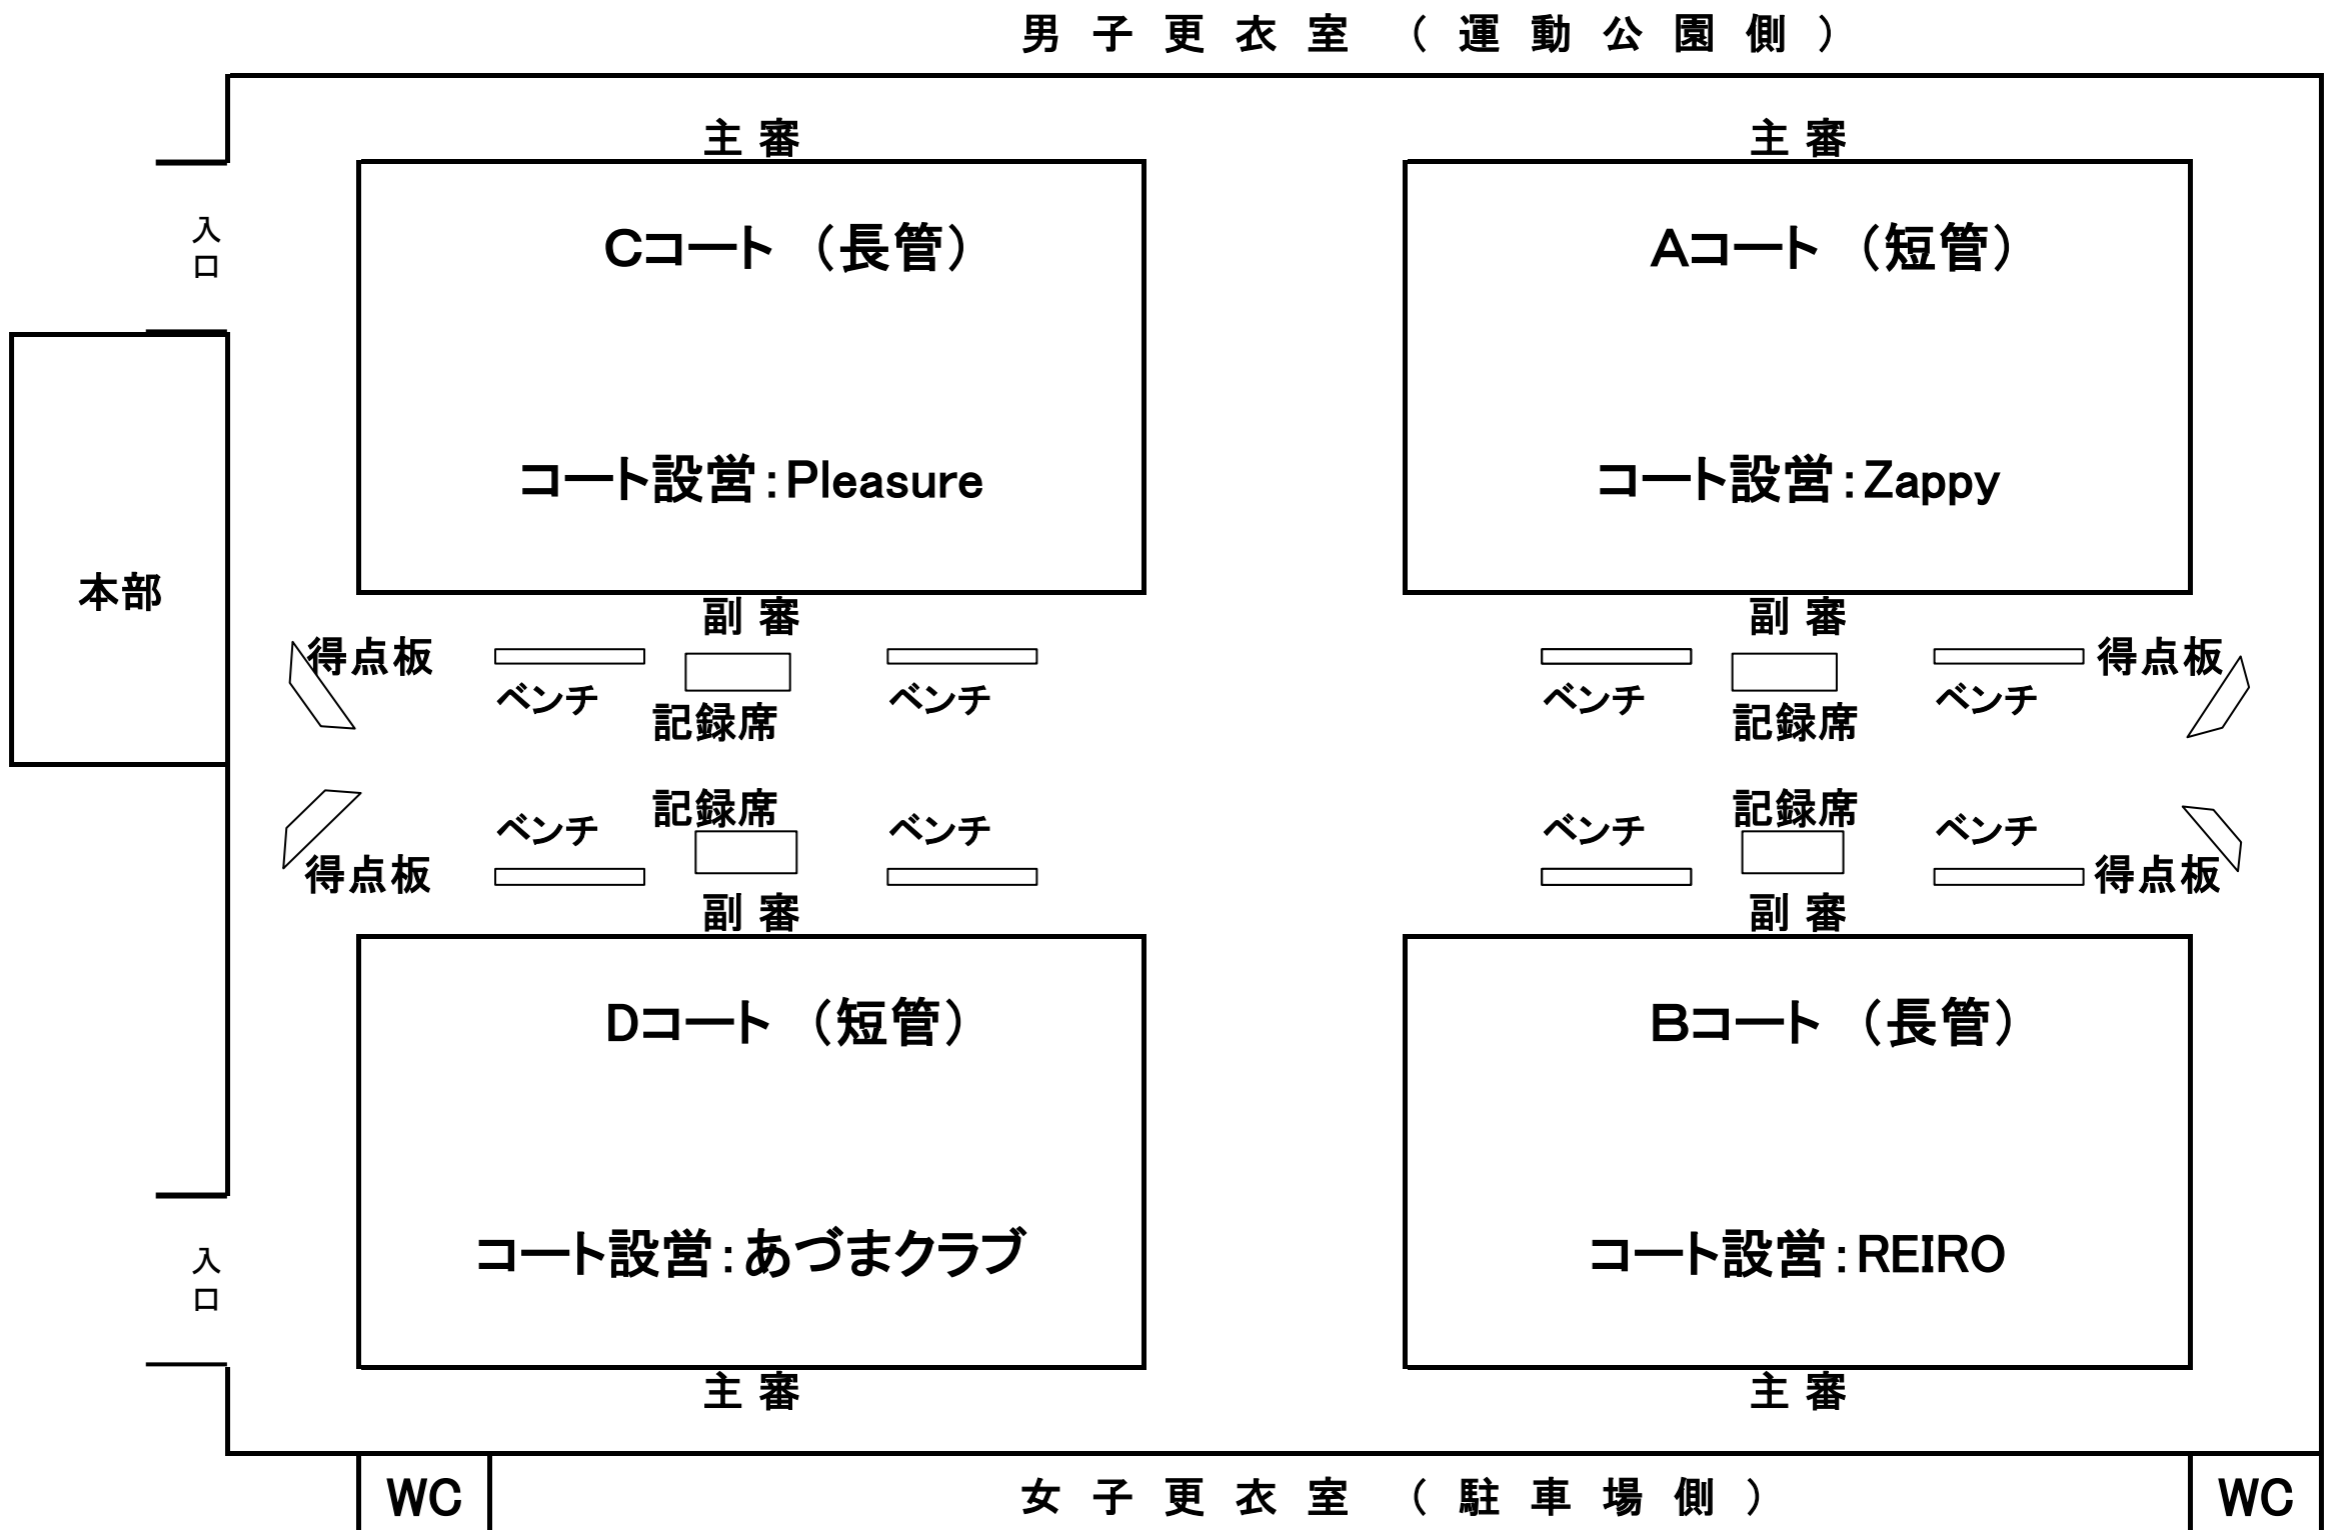 男子更衣室（運動公園側）
主審
主審
入口
Cコート（長管）
Aコート（短管）
コート設営：Pleasure
コート設営：Zappy
本部
副審
副審
得点板
ベンチ
記録席
ベンチ
ベンチ
記録席
ベンチ
得点板
得点板
ベンチ
記録席
ベンチ
ベンチ
記録席
ベンチ
得点板
副審
副審
Dコート（短管）
Bコート（長管）
入口
コート設営：あづまクラブ
コート設営：REIRO
主審
主審
WC
女子更衣室（駐車場側）
WC